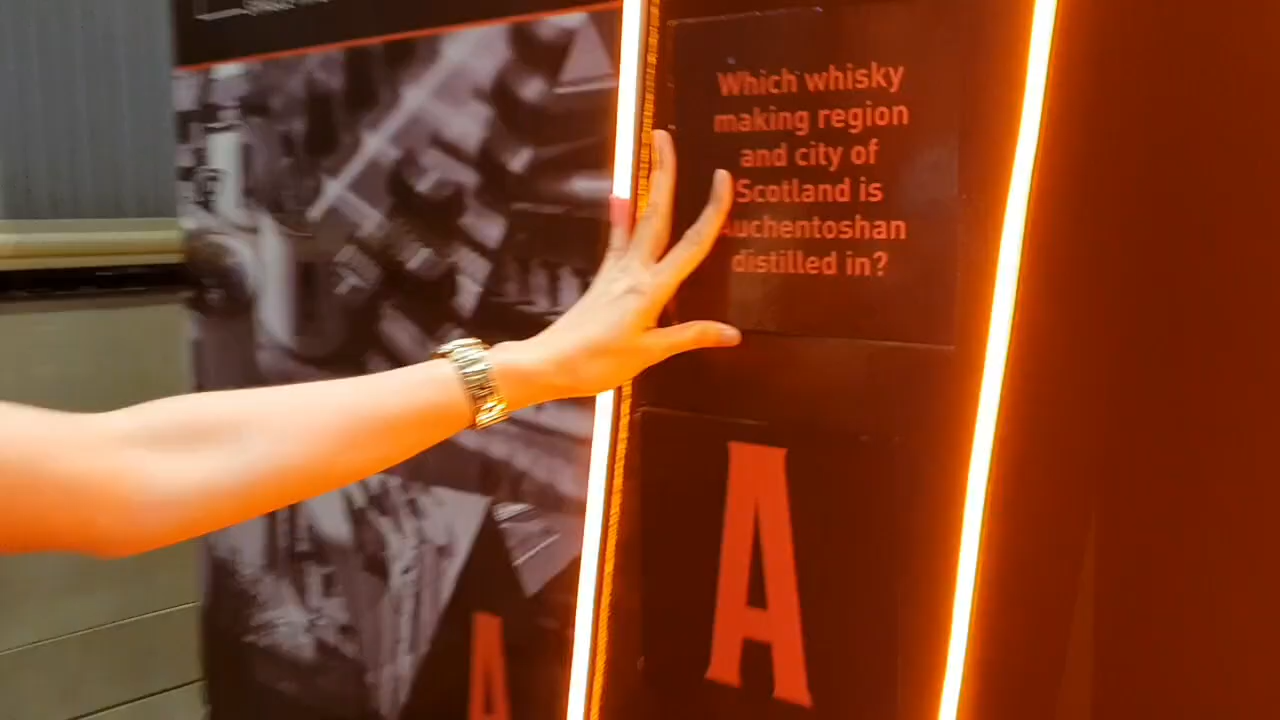 Which whisky
making region
and city of
Scotland is
Auchentoshan
distilled in?
A
A